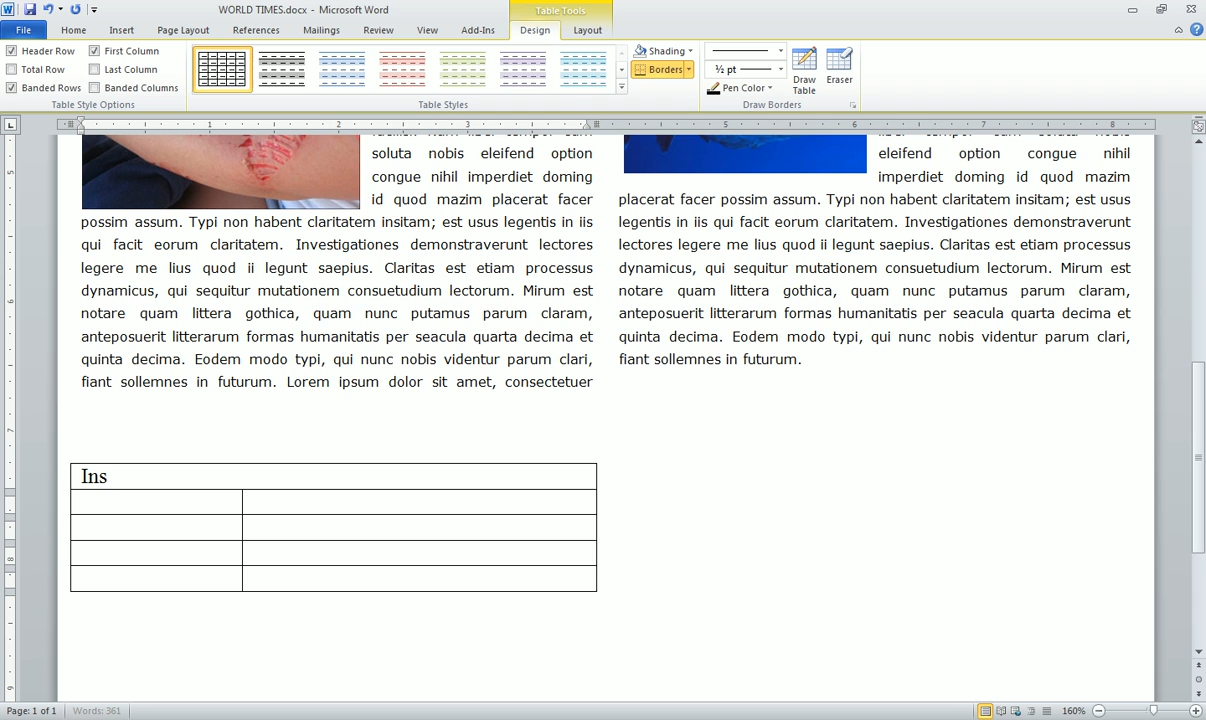 WORLD TIMES.docx - Microsoft Word
Table Tools
File Home Insert Page Layout References Mailings Review View Add-Ins Design Layout
Header Row First Column
Total Row Last Column
Banded Rows Banded Columns
Table Style Options
Table Styles
Shading
Borders
½ pt
Pen Color
Draw Table
Eraser
Draw Borders
1 2 3 5 6 7 8
soluta nobis eleifend option
congue nihil imperdiet doming
id quod mazim placerat facer
possim assum. Typi non habent claritatem insitam; est usus legentis in iis
qui facit eorum claritatem. Investigationes demonstraverunt lectores
legere me lius quod ii legunt saepius. Claritas est etiam processus
dynamicus, qui sequitur mutationem consuetudium lectorum. Mirum est
notare quam littera gothica, quam nunc putamus parum claram,
anteposuerit litterarum formas humanitatis per seacula quarta decima et
quinta decima. Eodem modo typi, qui nunc nobis videntur parum clari,
fiant sollemnes in futurum. Lorem ipsum dolor sit amet, consectetuer
eleifend option congue nihil
imperdiet doming id quod mazim
placerat facer possim assum. Typi non habent claritatem insitam; est usus
legentis in iis qui facit eorum claritatem. Investigationes demonstraverunt
lectores legere me lius quod ii legunt saepius. Claritas est etiam processus
dynamicus, qui sequitur mutationem consuetudium lectorum. Mirum est
notare quam littera gothica, quam nunc putamus parum claram,
anteposuerit litterarum formas humanitatis per seacula quarta decima et
quinta decima. Eodem modo typi, qui nunc nobis videntur parum clari,
fiant sollemnes in futurum.
Ins
Page: 1 of 1 Words: 361 160%